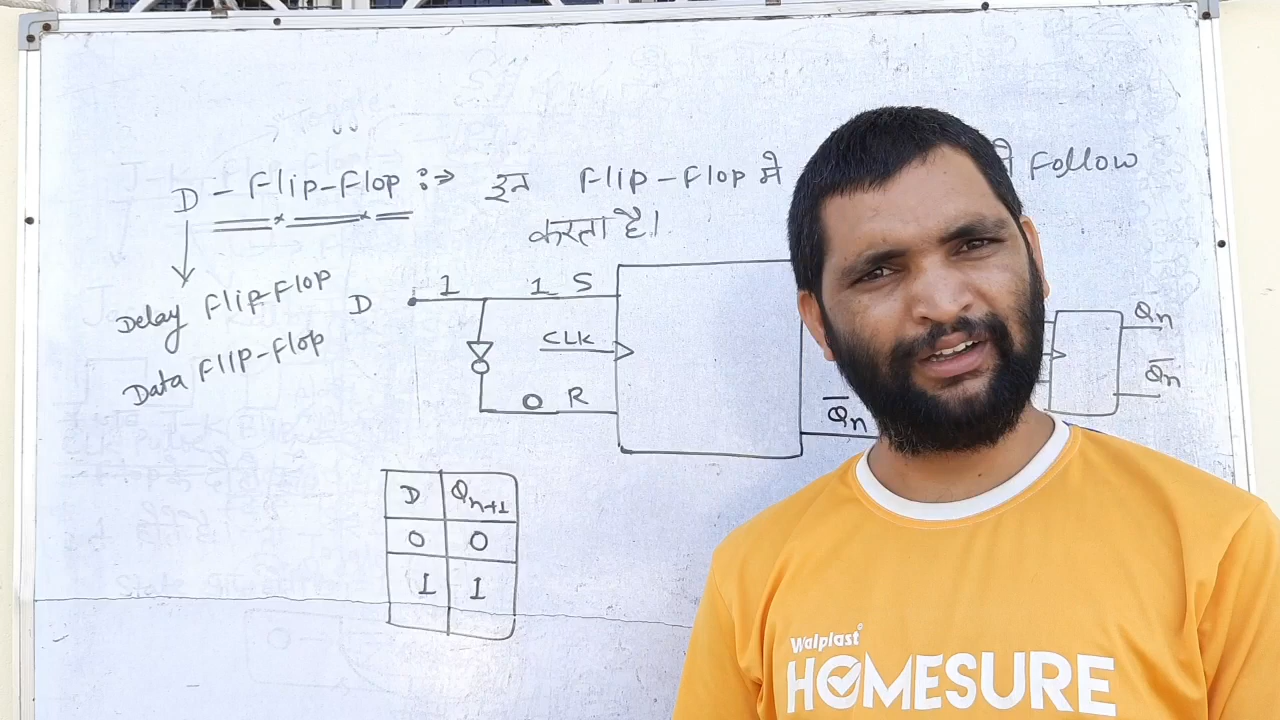 D - Flip-Flop :→ इन Flip-Flop मे Follow
करता है।
Delay Flip-Flop
Data Flip-Flop
D 1 1 S
CLK
0 R
Q̅n
Qn
Q̅n
D Qn+1
0 0
1 1
Walplast
HOMESURE